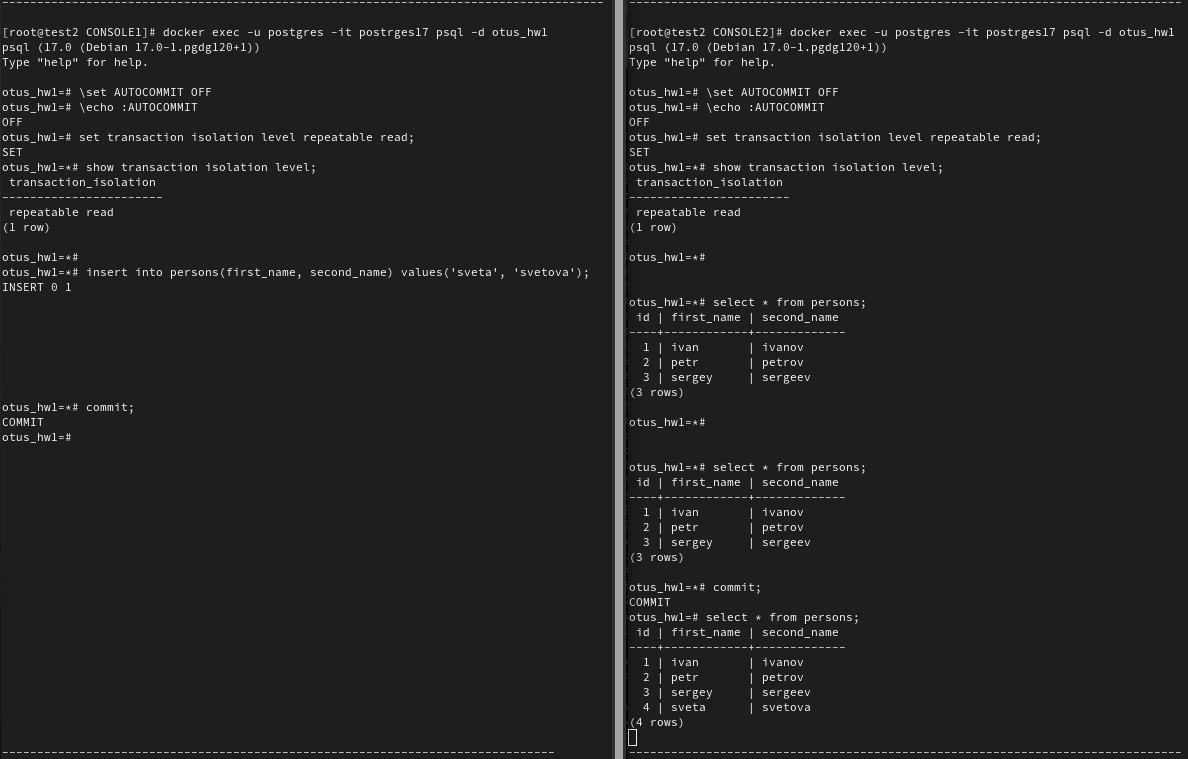 ------------------------------------------------------------------------------------
[root@test2 CONSOLE1]# docker exec -u postgres -it postrges17 psql -d otus_hw1
psql (17.0 (Debian 17.0-1.pgdg120+1))
Type "help" for help.
otus_hw1=# \set AUTOCOMMIT OFF
otus_hw1=# \echo :AUTOCOMMIT
OFF
otus_hw1=# set transaction isolation level repeatable read;
SET
otus_hw1=*# show transaction isolation level;
 transaction_isolation
-----------------------
 repeatable read
(1 row)
otus_hw1=*#
otus_hw1=*# insert into persons(first_name, second_name) values('sveta', 'svetova');
INSERT 0 1
otus_hw1=*# commit;
COMMIT
otus_hw1=#
-------------------------------------------------------------------------------
-------------------------------------------------------------------------------
[root@test2 CONSOLE2]# docker exec -u postgres -it postrges17 psql -d otus_hw1
psql (17.0 (Debian 17.0-1.pgdg120+1))
Type "help" for help.
otus_hw1=# \set AUTOCOMMIT OFF
otus_hw1=# \echo :AUTOCOMMIT
OFF
otus_hw1=# set transaction isolation level repeatable read;
SET
otus_hw1=*# show transaction isolation level;
 transaction_isolation
-----------------------
 repeatable read
(1 row)
otus_hw1=*#
otus_hw1=*# select * from persons;
 id | first_name | second_name
----+------------+-------------
  1 | ivan       | ivanov
  2 | petr       | petrov
  3 | sergey     | sergeev
(3 rows)
otus_hw1=*#
otus_hw1=*# select * from persons;
 id | first_name | second_name
----+------------+-------------
  1 | ivan       | ivanov
  2 | petr       | petrov
  3 | sergey     | sergeev
(3 rows)
otus_hw1=*# commit;
COMMIT
otus_hw1=# select * from persons;
 id | first_name | second_name
----+------------+-------------
  1 | ivan       | ivanov
  2 | petr       | petrov
  3 | sergey     | sergeev
  4 | sveta      | svetova
(4 rows)
-------------------------------------------------------------------------------